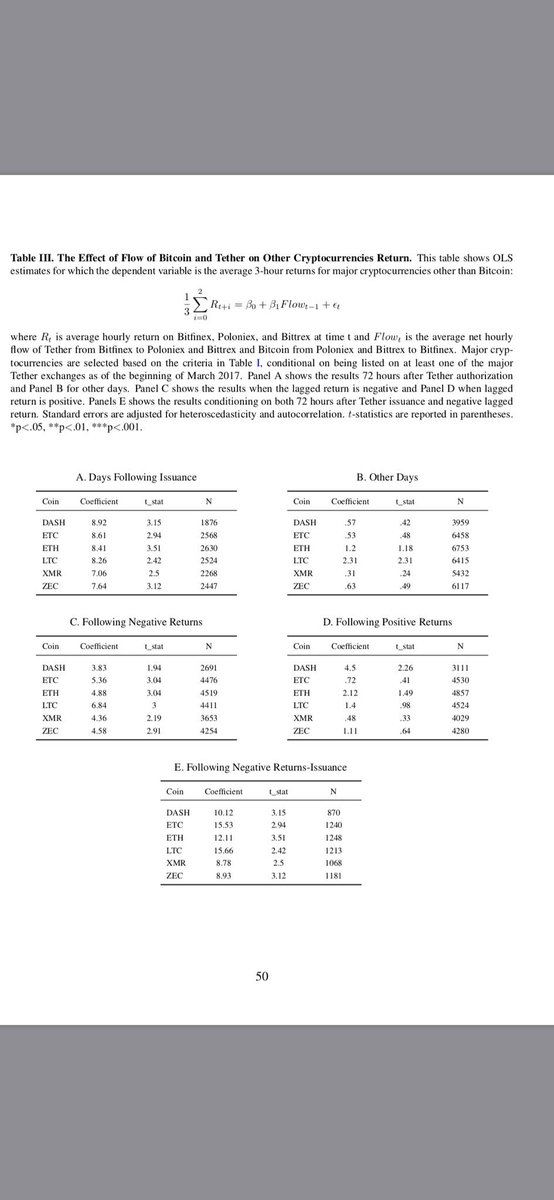 Table III. The Effect of Flow of Bitcoin and Tether on Other Cryptocurrencies Return. This table shows OLS
estimates for which the dependent variable is the average 3-hour returns for major cryptocurrencies other than Bitcoin:
1/3 ∑_{i=0}^{2} R_{t+i} = β_0 + β_1 Flow_{t−1} + ϵ_t
where R_t is average hourly return on Bitfinex, Poloniex, and Bittrex at time t and Flow_t is the average net hourly
flow of Tether from Bitfinex to Poloniex and Bittrex and Bitcoin from Poloniex and Bittrex to Bitfinex. Major cryp-
tocurrencies are selected based on the criteria in Table I, conditional on being listed on at least one of the major
Tether exchanges as of the beginning of March 2017. Panel A shows the results 72 hours after Tether authorization
and Panel B for other days. Panel C shows the results when the lagged return is negative and Panel D when lagged
return is positive. Panels E shows the results conditioning on both 72 hours after Tether issuance and negative lagged
return. Standard errors are adjusted for heteroscedasticity and autocorrelation. t-statistics are reported in parentheses.
*p<.05, **p<.01, ***p<.001.
A. Days Following Issuance
Coin Coefficient t_stat N
DASH 8.92 3.15 1876
ETC 8.61 2.94 2568
ETH 8.41 3.51 2630
LTC 8.26 2.42 2524
XMR 7.06 2.5 2268
ZEC 7.64 3.12 2447
B. Other Days
Coin Coefficient t_stat N
DASH .57 .42 3959
ETC .53 .48 6458
ETH 1.2 1.18 6753
LTC 2.31 2.31 6415
XMR .31 .24 5432
ZEC .63 .49 6117
C. Following Negative Returns
Coin Coefficient t_stat N
DASH 3.83 1.94 2691
ETC 5.36 3.04 4476
ETH 4.88 3.04 4519
LTC 6.84 3 4411
XMR 4.36 2.19 3653
ZEC 4.58 2.91 4254
D. Following Positive Returns
Coin Coefficient t_stat N
DASH 4.5 2.26 3111
ETC .72 .41 4530
ETH 2.12 1.49 4857
LTC 1.4 .98 4524
XMR .48 .33 4029
ZEC 1.11 .64 4280
E. Following Negative Returns-Issuance
Coin Coefficient t_stat N
DASH 10.12 3.15 870
ETC 15.53 2.94 1240
ETH 12.11 3.51 1248
LTC 15.66 2.42 1213
XMR 8.78 2.5 1068
ZEC 8.93 3.12 1181
50